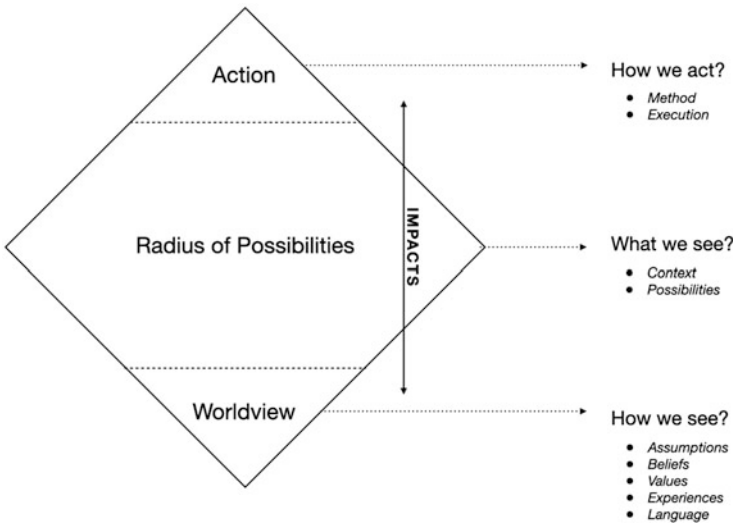 Action
How we act?
Method
Execution
Radius of Possibilities
IMPACTS
What we see?
Context
Possibilities
Worldview
How we see?
Assumptions
Beliefs
Values
Experiences
Language